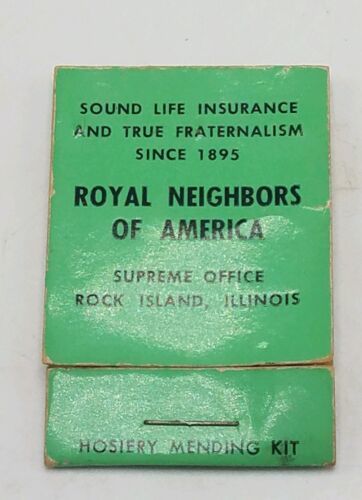 SOUND LIFE INSURANCE
AND TRUE FRATERNALISM
SINCE 1895
ROYAL NEIGHBORS
OF AMERICA
SUPREME OFFICE
ROCK ISLAND, ILLINOIS
HOSIERY MENDING KIT